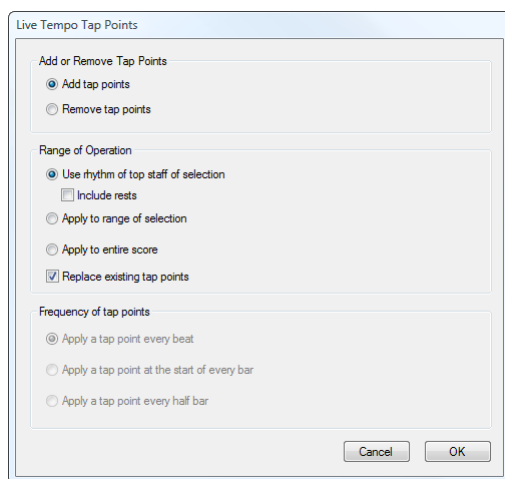 Live Tempo Tap Points
Add or Remove Tap Points
Add tap points
Remove tap points
Range of Operation
Use rhythm of top staff of selection
Include rests
Apply to range of selection
Apply to entire score
Replace existing tap points
Frequency of tap points
Apply a tap point every beat
Apply a tap point at the start of every bar
Apply a tap point every half bar
Cancel OK